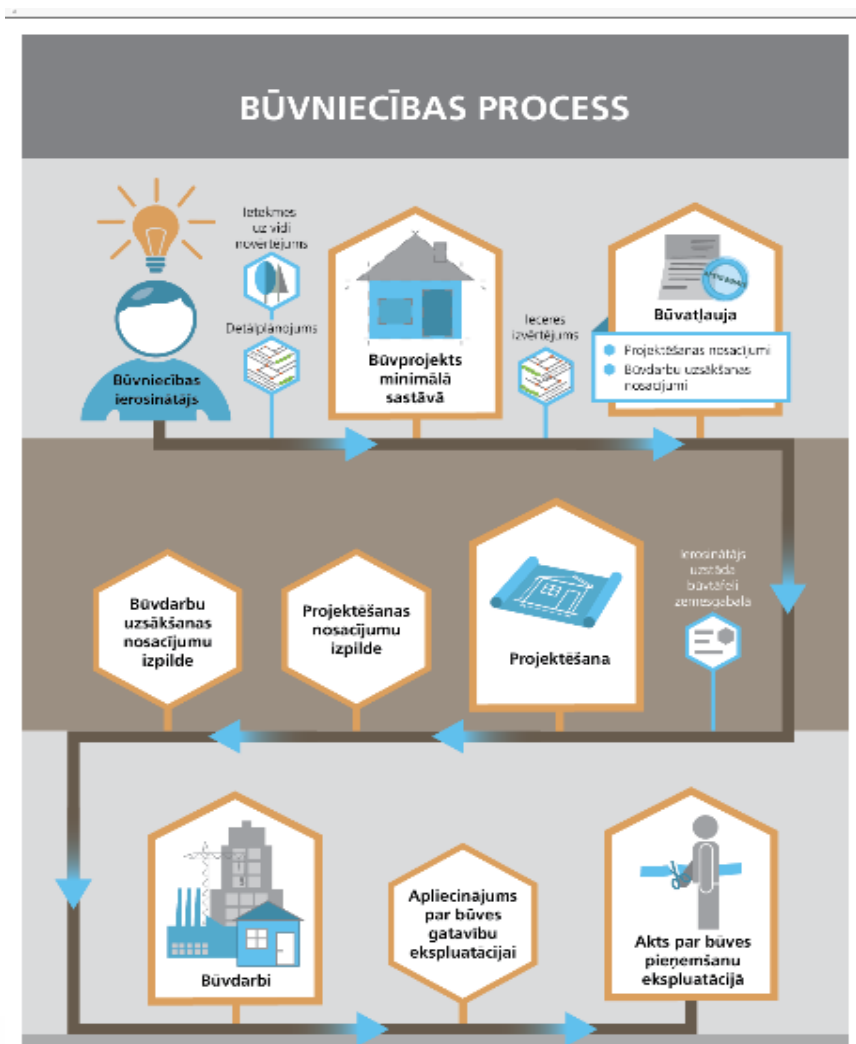 BŪVNIECĪBAS PROCESS
Ietekmes
uz vidi
novērtējums
Detālplānojums
Būvniecības
ierosinātājs
Būvprojekts
minimālā
sastāvā
Ieceres
izvērtējums
Būvatļauja
Projektēšanas nosacījumi
Būvdarbu uzsākšanas
nosacījumi
Ierosinātājs
uzstāda
būvtāfeli
zemesgabalā
Projektēšana
Projektēšanas
nosacījumu
izpilde
Būvdarbu
uzsākšanas
nosacījumu
izpilde
Būvdarbi
Apliecinājums
par būves
gatavību
ekspluatācijai
Akts par būves
pieņemšanu
ekspluatācijā